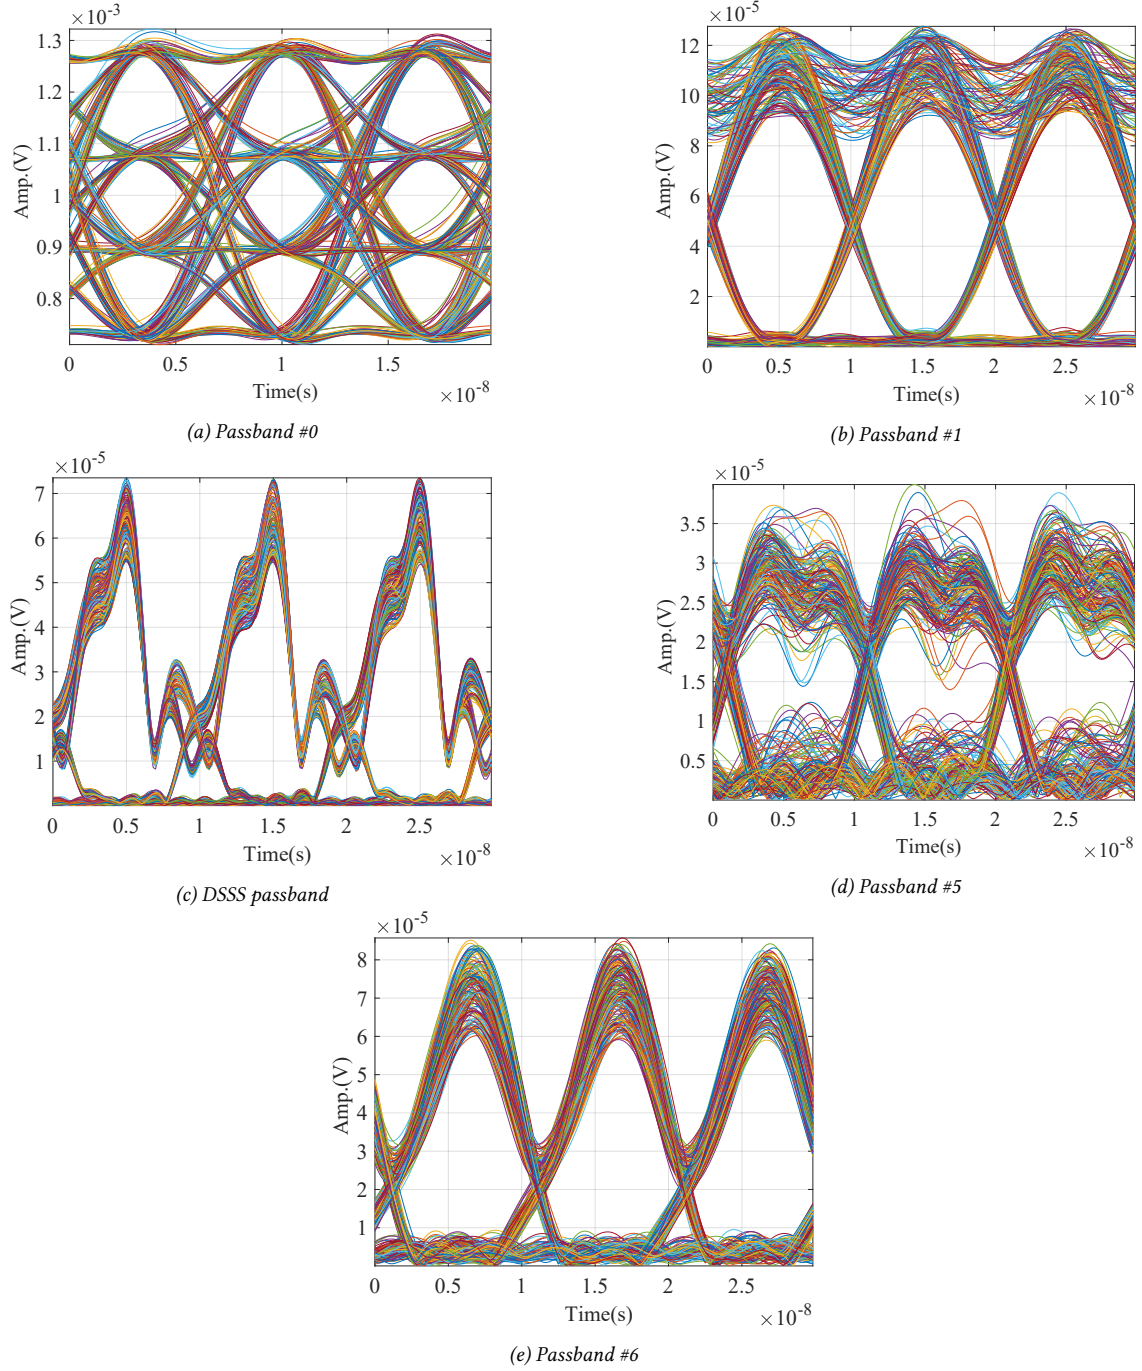 ×10-3
1.3
1.2
1.1
1
0.9
0.8
Amp.(V)
0 0.5 1 1.5
Time(s)
×10-8
(a) Passband #0
×10-5
12
10
8
6
4
2
Amp.(V)
0 0.5 1 1.5 2 2.5
Time(s)
×10-8
(b) Passband #1
×10-5
7
6
5
4
3
2
1
Amp.(V)
0 0.5 1 1.5 2 2.5
Time(s)
×10-8
(c) DSSS passband
×10-5
3.5
3
2.5
2
1.5
1
0.5
Amp.(V)
0 0.5 1 1.5 2 2.5
Time(s)
×10-8
(d) Passband #5
×10-5
8
7
6
5
4
3
2
1
Amp.(V)
0 0.5 1 1.5 2 2.5
Time(s)
×10-8
(e) Passband #6